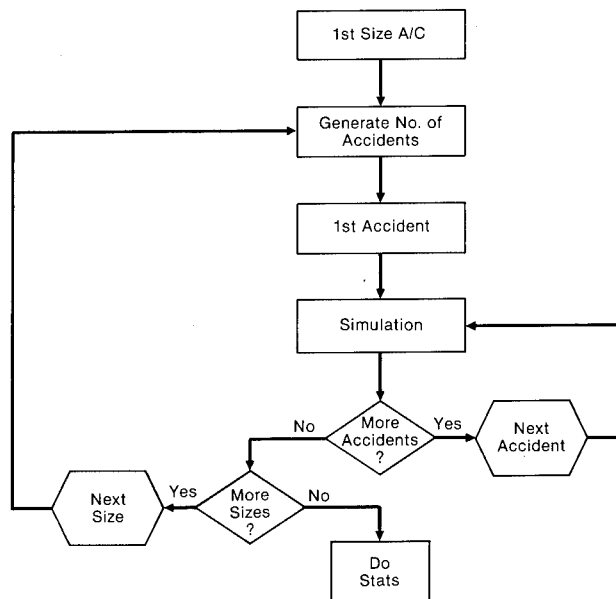 1st Size A/C
Generate No. of
Accidents
1st Accident
Simulation
No
More
Accidents
?
Yes
Next
Accident
Next
Size
Yes
More
Sizes
?
No
Do
Stats